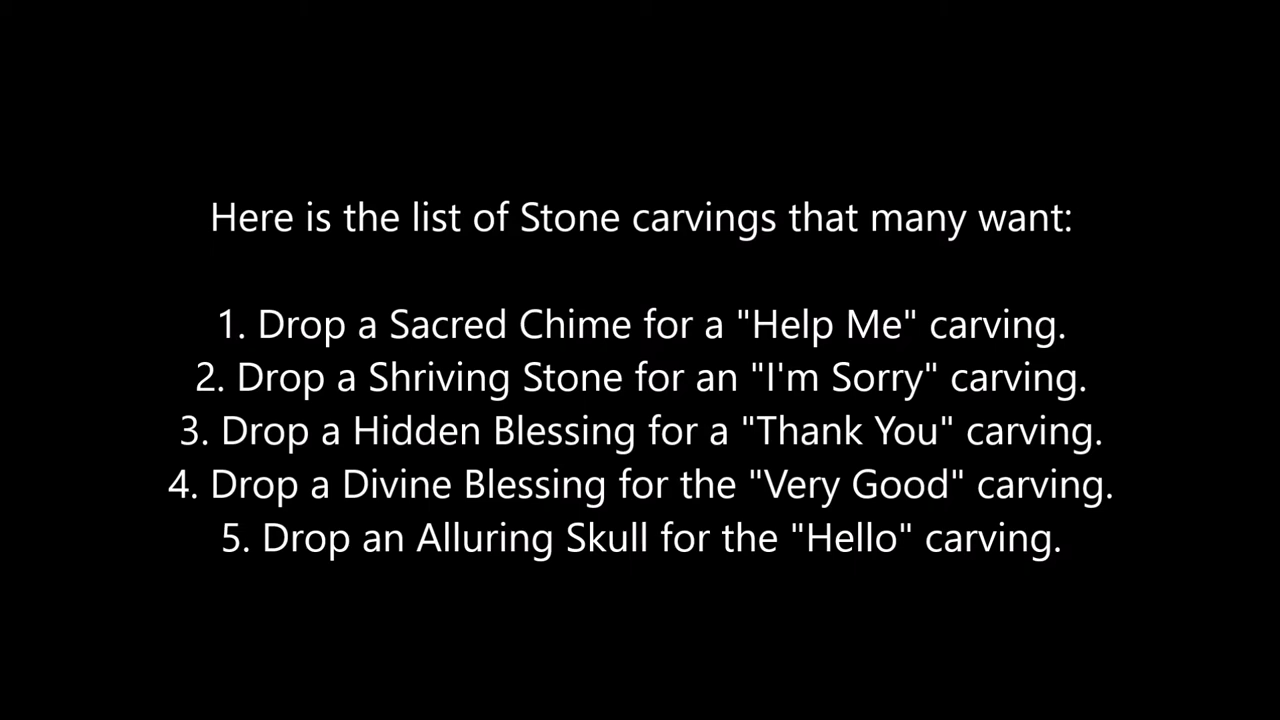 Here is the list of Stone carvings that many want:
1. Drop a Sacred Chime for a "Help Me" carving.
2. Drop a Shriving Stone for an "I'm Sorry" carving.
3. Drop a Hidden Blessing for a "Thank You" carving.
4. Drop a Divine Blessing for the "Very Good" carving.
5. Drop an Alluring Skull for the "Hello" carving.